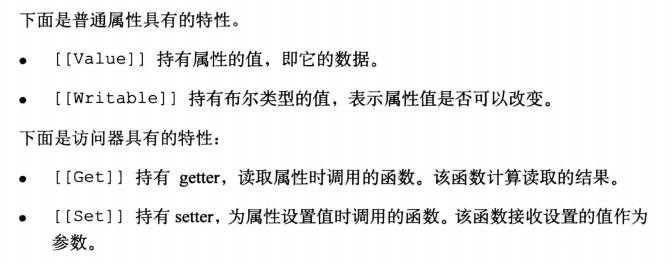 下面是普通属性具有的特性。
• [[Value]] 持有属性的值，即它的数据。
• [[Writable]] 持有布尔类型的值，表示属性值是否可以改变。
下面是访问器具有的特性：
• [[Get]] 持有 getter，读取属性时调用的函数。该函数计算读取的结果。
• [[Set]] 持有 setter，为属性设置值时调用的函数。该函数接收设置的值作为
参数。